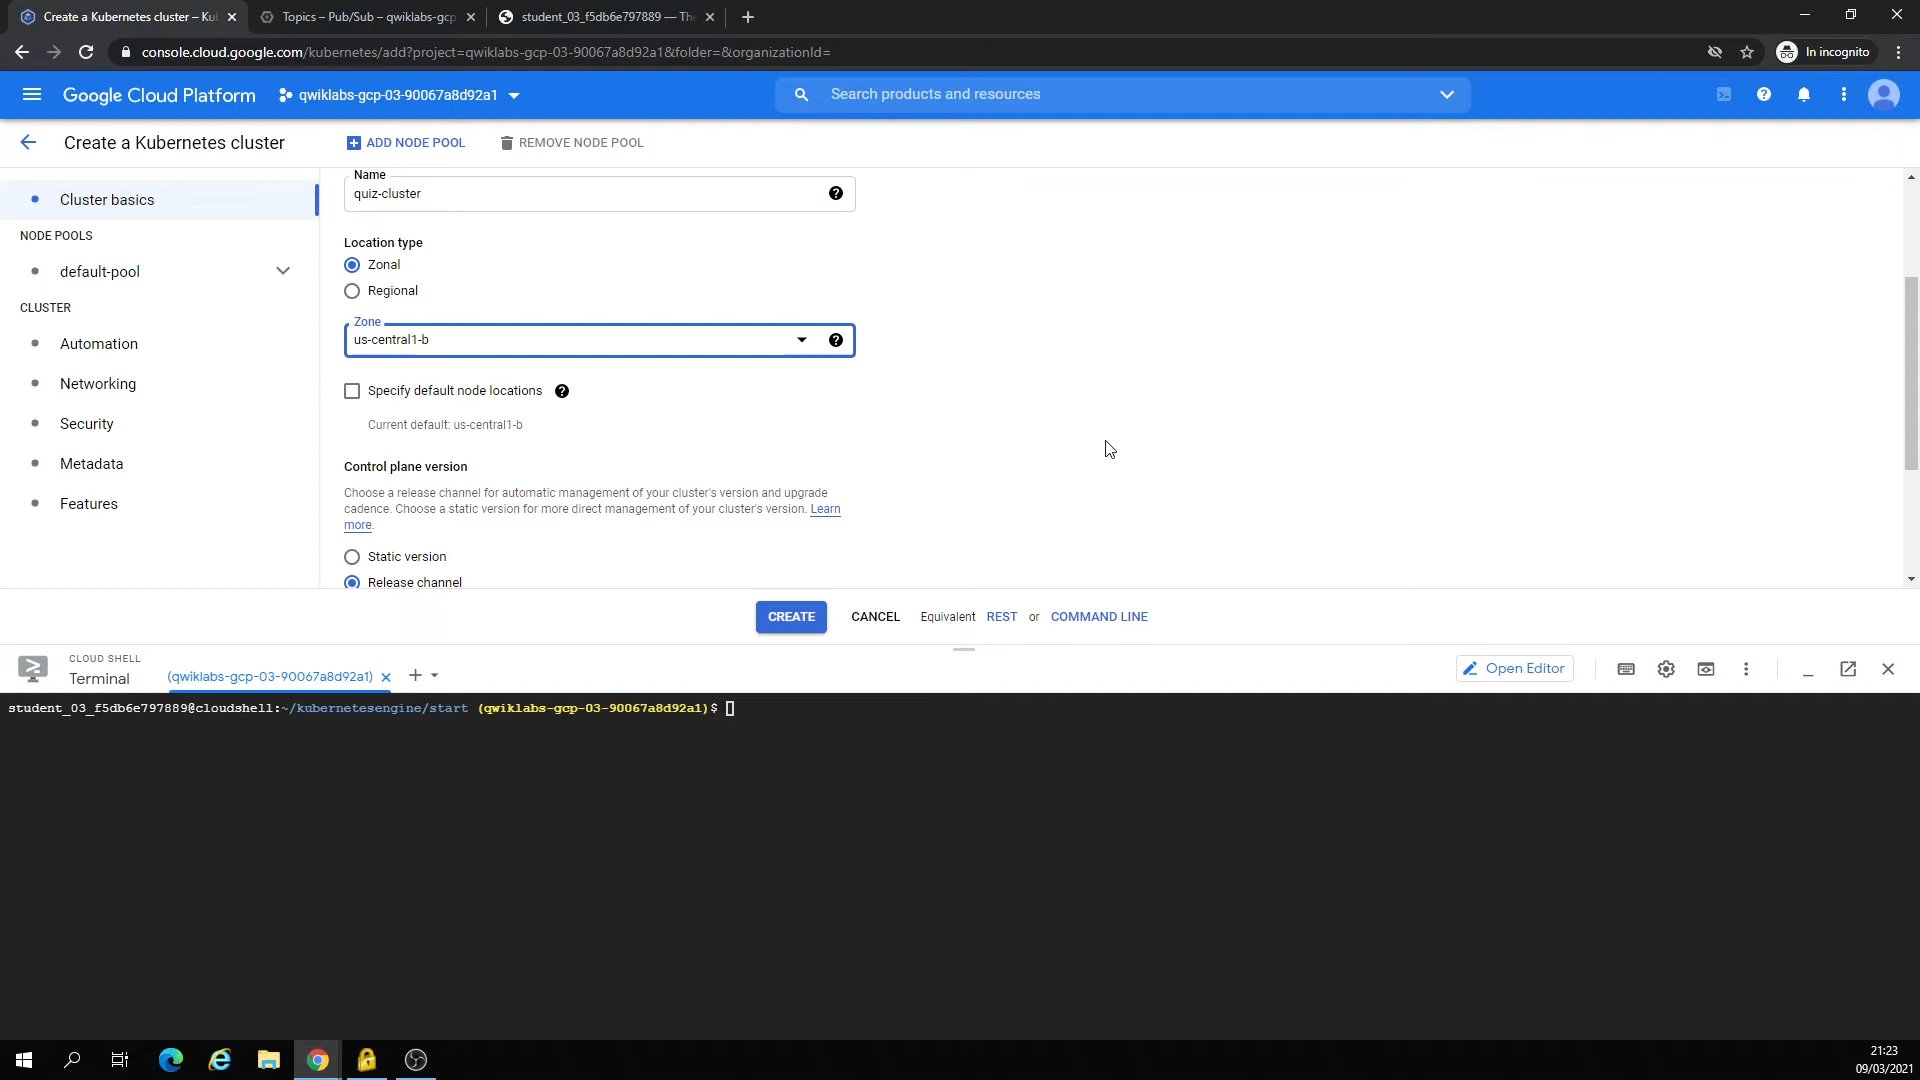 Create a Kubernetes cluster – Ku
Topics – Pub/Sub – qwiklabs-gcp
student_03_f5db6e797889 — The
console.cloud.google.com/kubernetes/add?project=qwiklabs-gcp-03-90067a8d92a1&folder=&organizationId=
In incognito
Google Cloud Platform
qwiklabs-gcp-03-90067a8d92a1
Search products and resources
Create a Kubernetes cluster
ADD NODE POOL
REMOVE NODE POOL
Cluster basics
NODE POOLS
default-pool
CLUSTER
Automation
Networking
Security
Metadata
Features
Name
quiz-cluster
Location type
Zonal
Regional
Zone
us-central1-b
Specify default node locations
Current default: us-central1-b
Control plane version
Choose a release channel for automatic management of your cluster's version and upgrade
cadence. Choose a static version for more direct management of your cluster's version. Learn
more.
Static version
Release channel
CREATE
CANCEL
Equivalent REST or COMMAND LINE
CLOUD SHELL
Terminal
(qwiklabs-gcp-03-90067a8d92a1)
Open Editor
student_03_f5db6e797889@cloudshell:~/kubernetesengine/start (qwiklabs-gcp-03-90067a8d92a1)$
21:23
09/03/2021